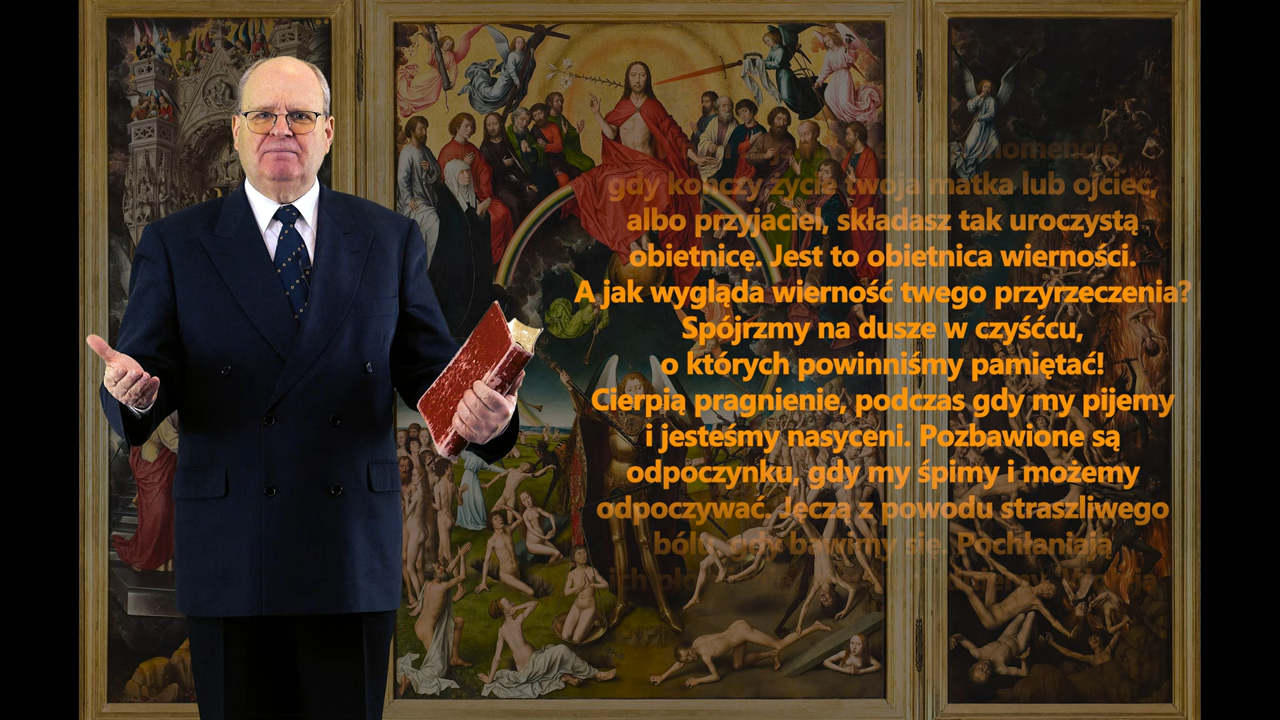 momencie,
gdy kończy życie twoja matka lub ojciec,
albo przyjaciel, składasz tak uroczystą
obietnicę. Jest to obietnica wierności.
A jak wygląda wierność twego przyrzeczenia?
Spójrzmy na dusze w czyśćcu,
o których powinniśmy pamiętać!
Cierpią pragnienie, podczas gdy my pijemy
i jesteśmy nasyceni. Pozbawione są
odpoczynku, gdy my śpimy i możemy
odpoczywać. Jęczą z powodu straszliwego
bólu, gdy bawimy się. Pochłaniają
ich